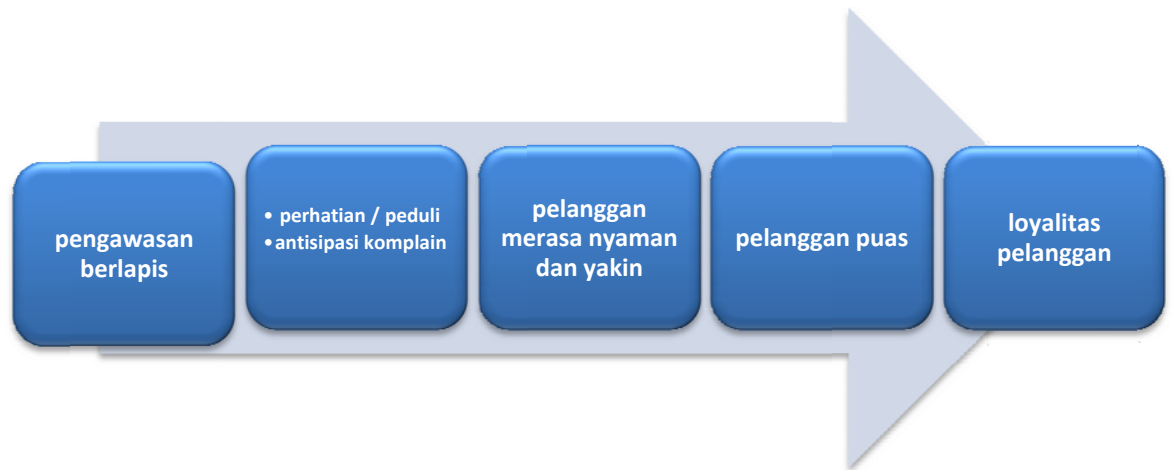 pengawasan
berlapis
• perhatian / peduli
•antisipasi komplain
pelanggan
merasa nyaman
dan yakin
pelanggan puas
loyalitas
pelanggan